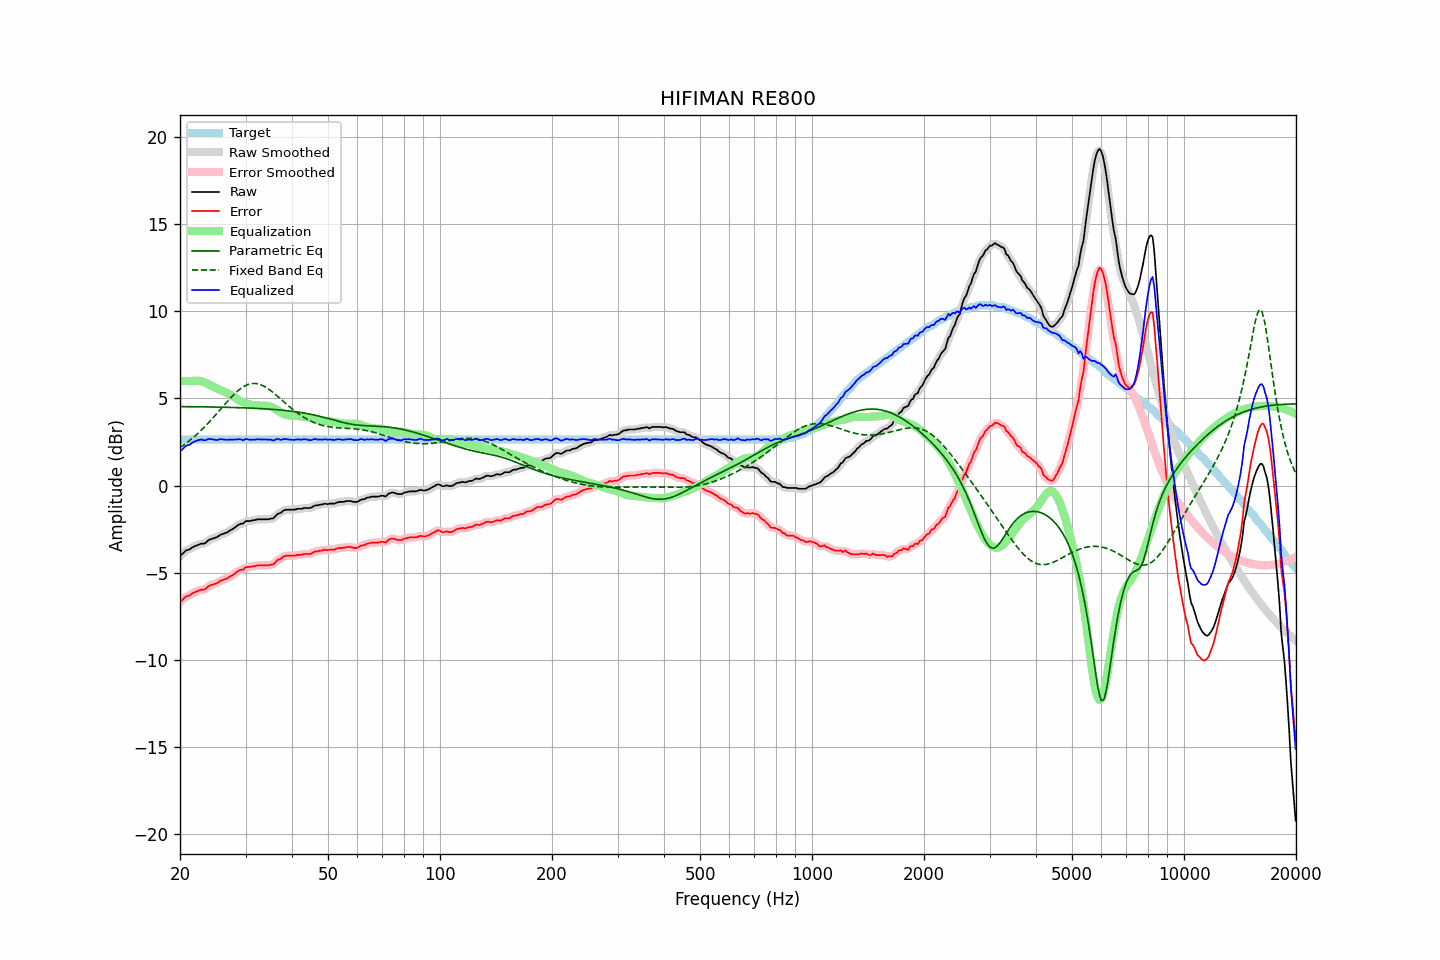 HIFIMAN RE800
Target
Raw Smoothed
Error Smoothed
Raw
Error
Equalization
Parametric Eq
Fixed Band Eq
Equalized
20
15
10
5
0
−5
−10
−15
−20
Amplitude (dBr)
20 50 100 200 500 1000 2000 5000 10000 20000
Frequency (Hz)